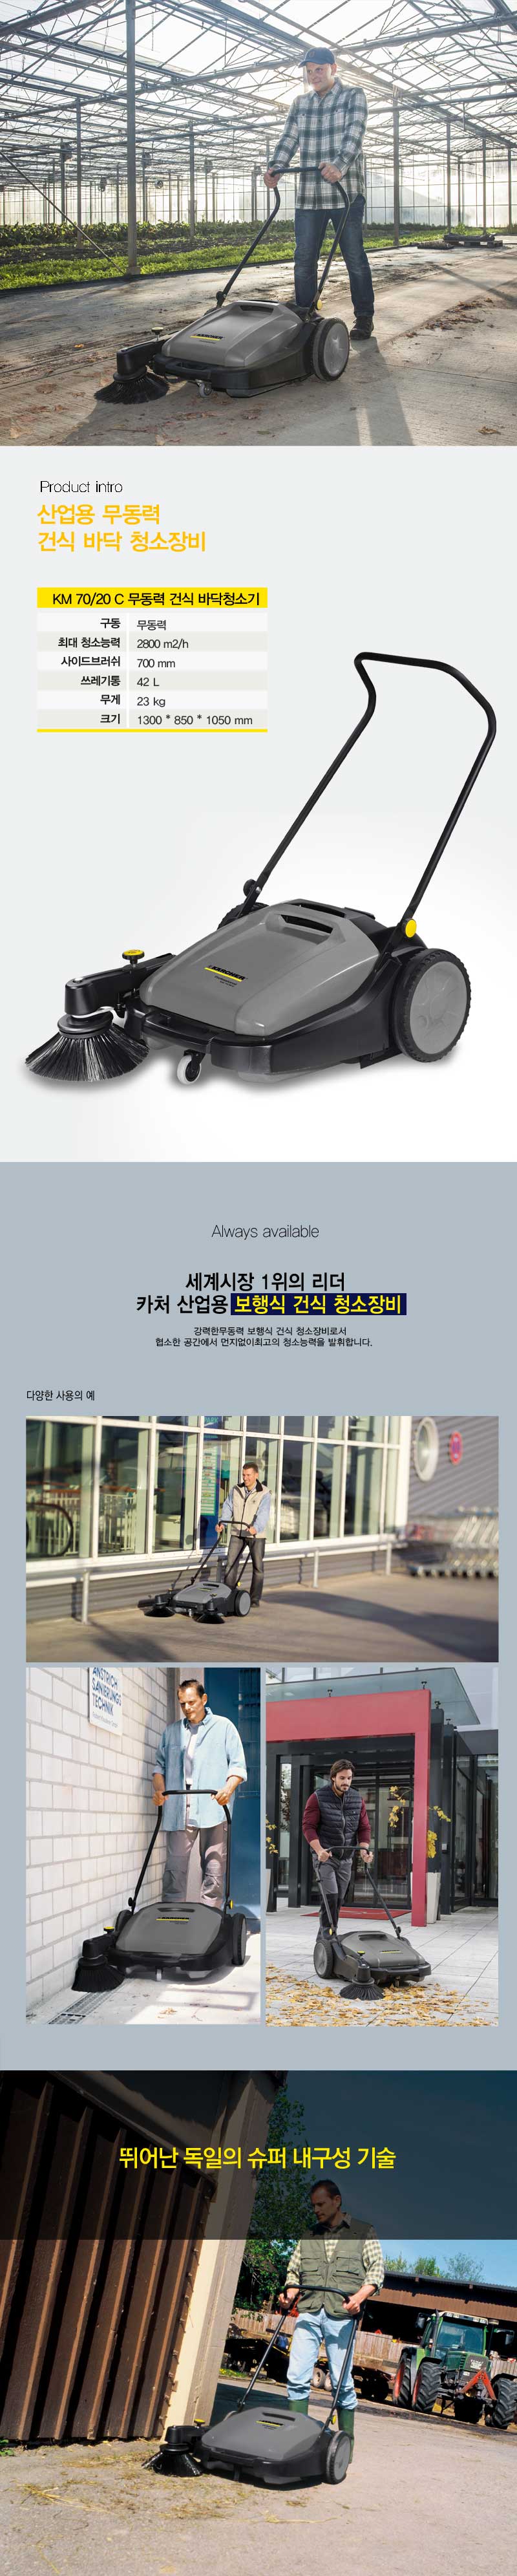 KÄRCHER
Product intro
산업용 무동력
건식 바닥 청소장비
KM 70/20 C 무동력 건식 바닥청소기
구동 무동력
최대 청소능력 2800 m2/h
사이드브러쉬 700 mm
쓰레기통 42 L
무게 23 kg
크기 1300 * 850 * 1050 mm
KÄRCHER
Always available
세계시장 1위의 리더
카처 산업용 보행식 건식 청소장비
강력한무동력 보행식 건식 청소장비로서
협소한 공간에서 먼지없이최고의 청소능력을 발휘합니다.
다양한 사용의 예
ANSTRICH
SANIERUNGS
TECHNIK
뛰어난 독일의 슈퍼 내구성 기술